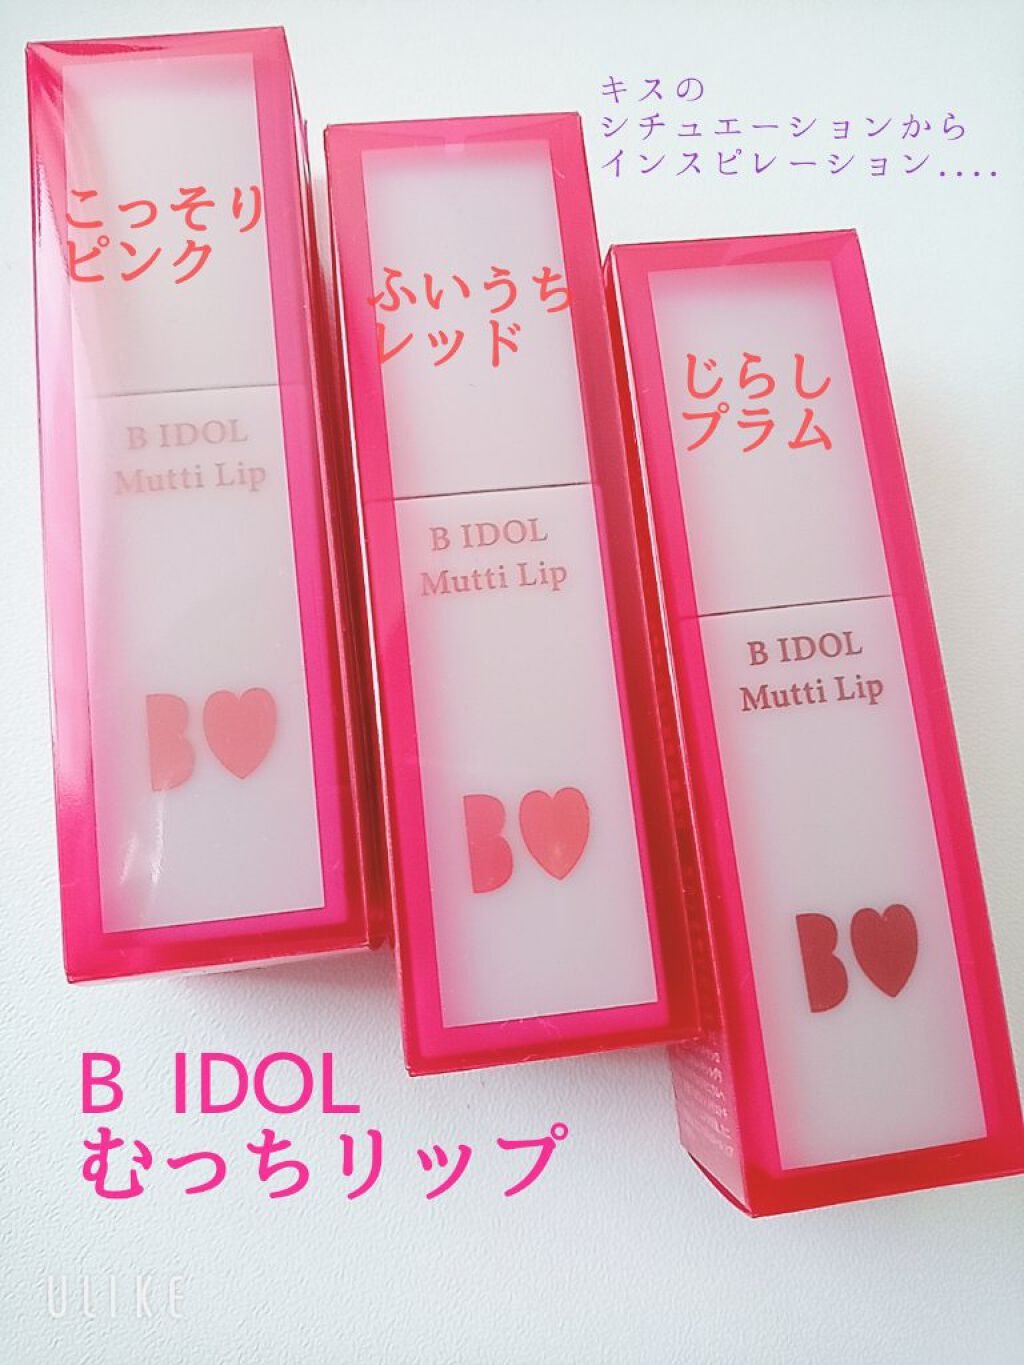 キスの
シチュエーションから
インスピレーション....
こっそり
ピンク
ふいうち
レッド
じらし
プラム
B IDOL
Mutti Lip
B
B IDOL
Mutti Lip
B
B IDOL
Mutti Lip
B
B IDOL
むっちリップ
ULIKE